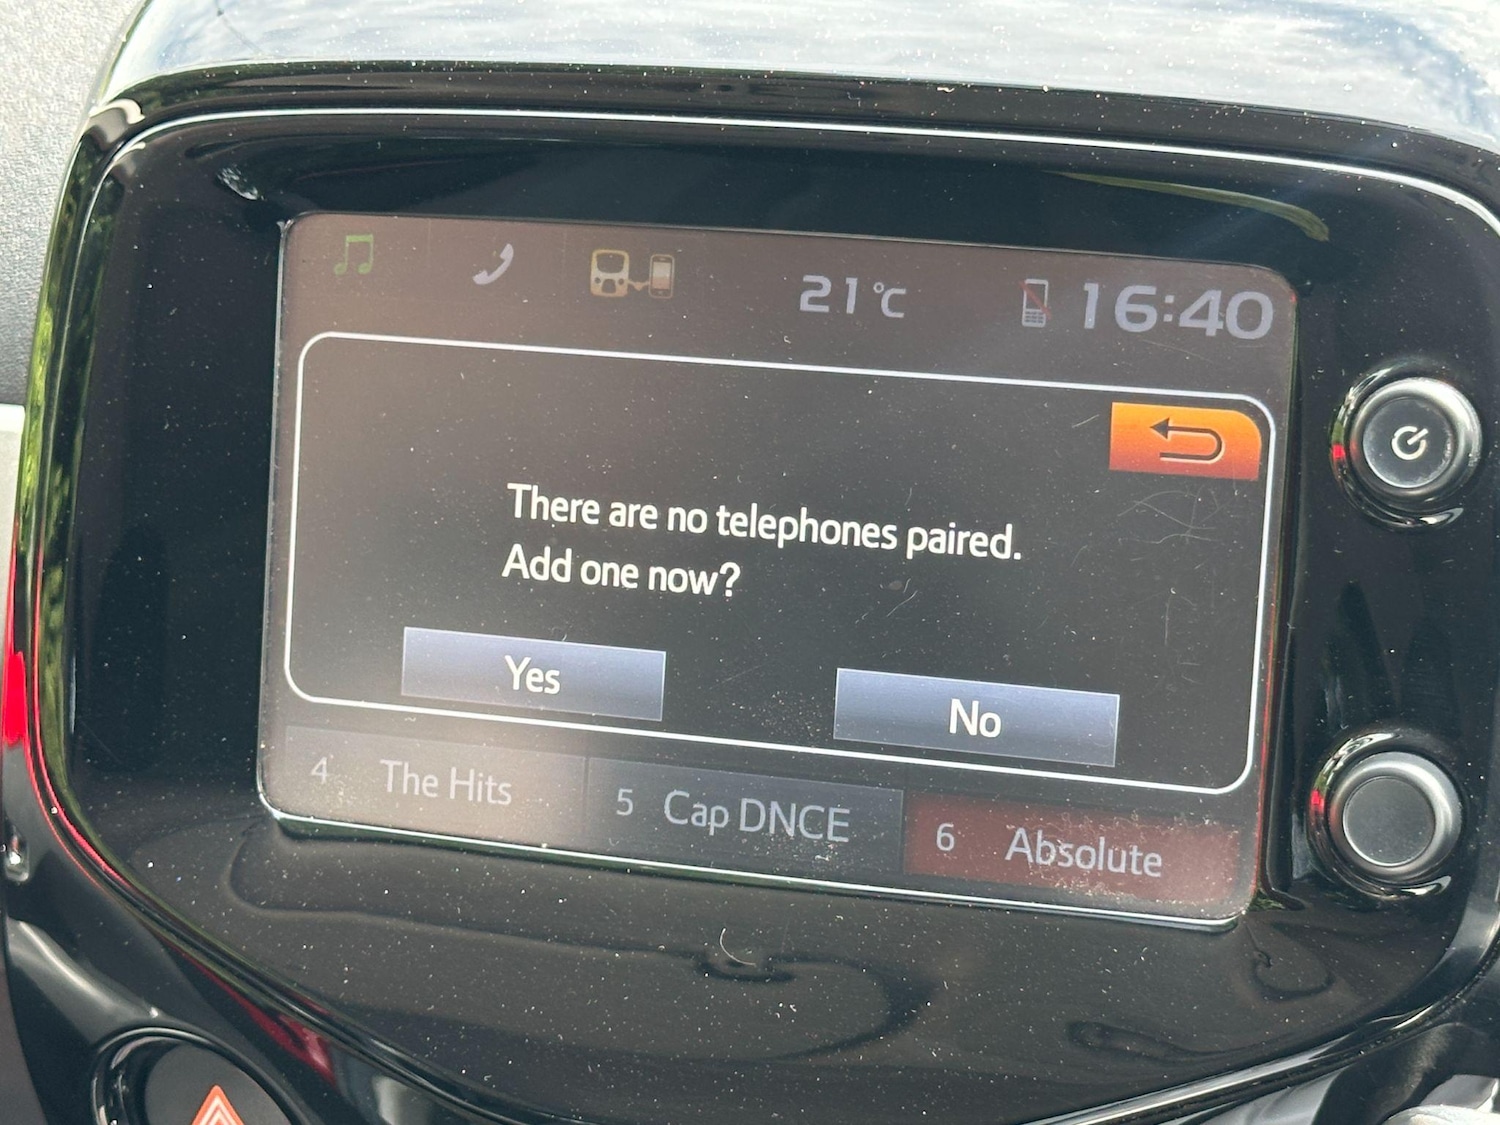 21°C 16:40
There are no telephones paired.
Add one now?
Yes No
4 The Hits 5 Cap DNCE 6 Absolute